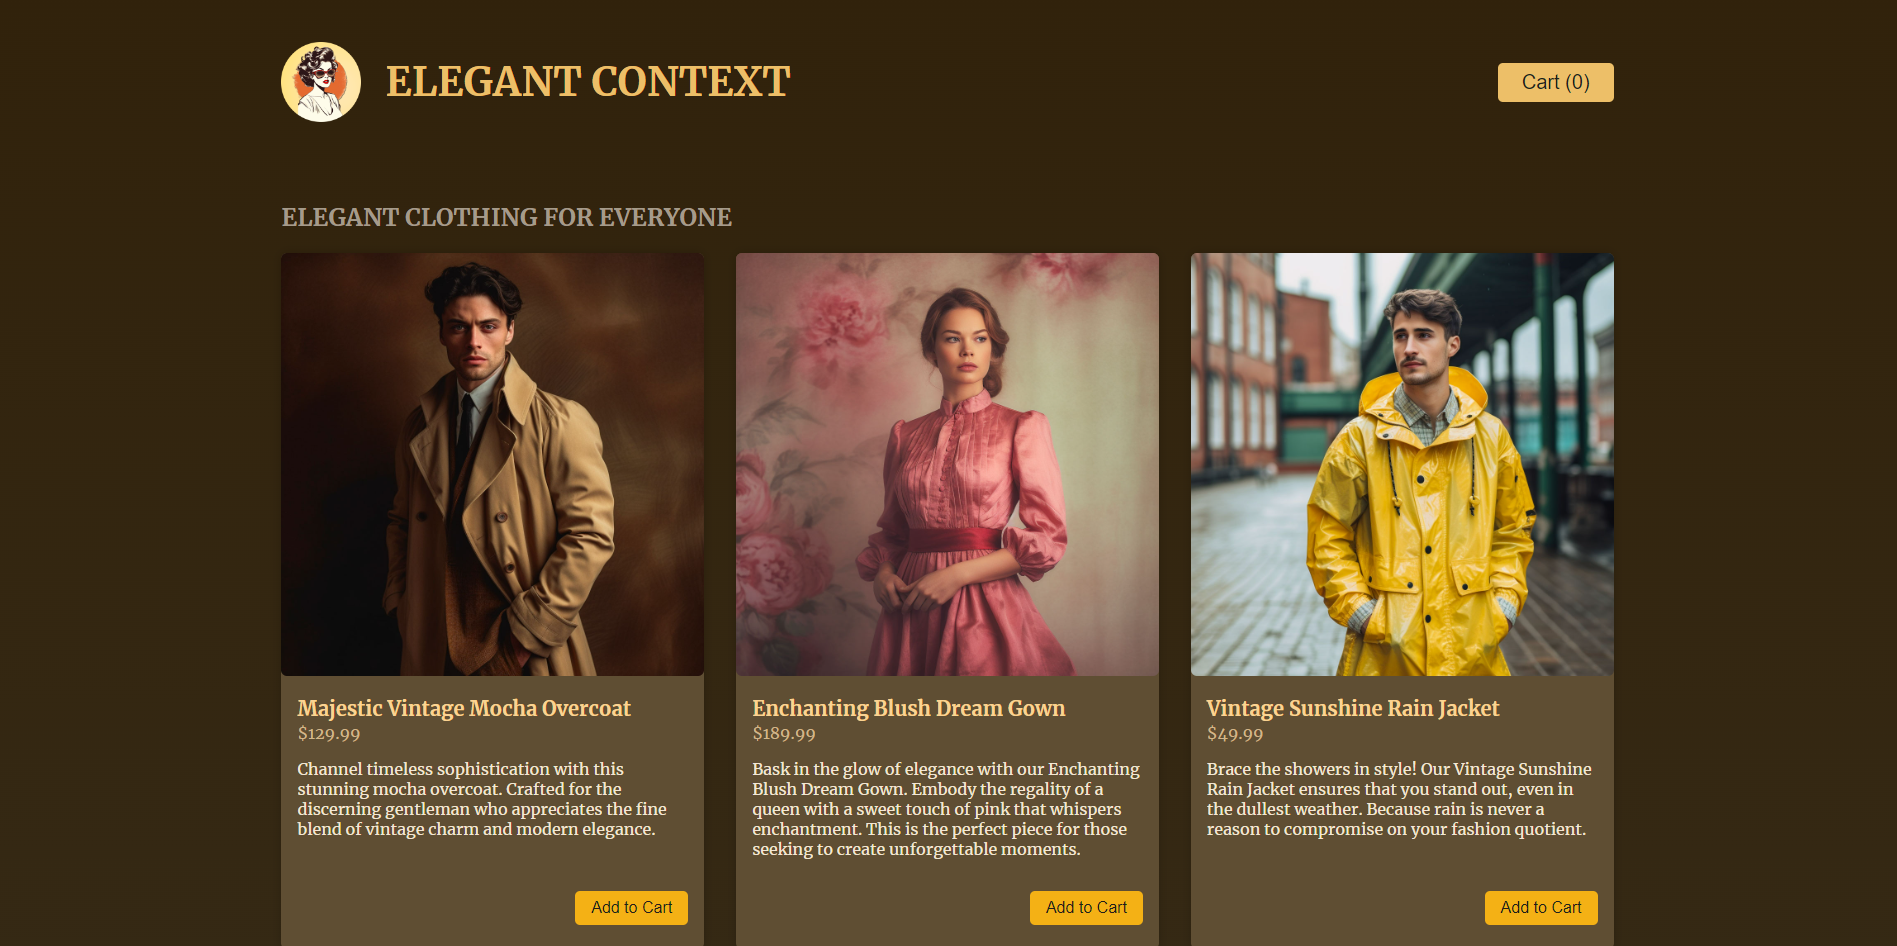 ELEGANT CONTEXT
Cart (0)
ELEGANT CLOTHING FOR EVERYONE
Majestic Vintage Mocha Overcoat
$129.99
Channel timeless sophistication with this
stunning mocha overcoat. Crafted for the
discerning gentleman who appreciates the fine
blend of vintage charm and modern elegance.
Add to Cart
Enchanting Blush Dream Gown
$189.99
Bask in the glow of elegance with our Enchanting
Blush Dream Gown. Embody the regality of a
queen with a sweet touch of pink that whispers
enchantment. This is the perfect piece for those
seeking to create unforgettable moments.
Add to Cart
Vintage Sunshine Rain Jacket
$49.99
Brace the showers in style! Our Vintage Sunshine
Rain Jacket ensures that you stand out, even in
the dullest weather. Because rain is never a
reason to compromise on your fashion quotient.
Add to Cart